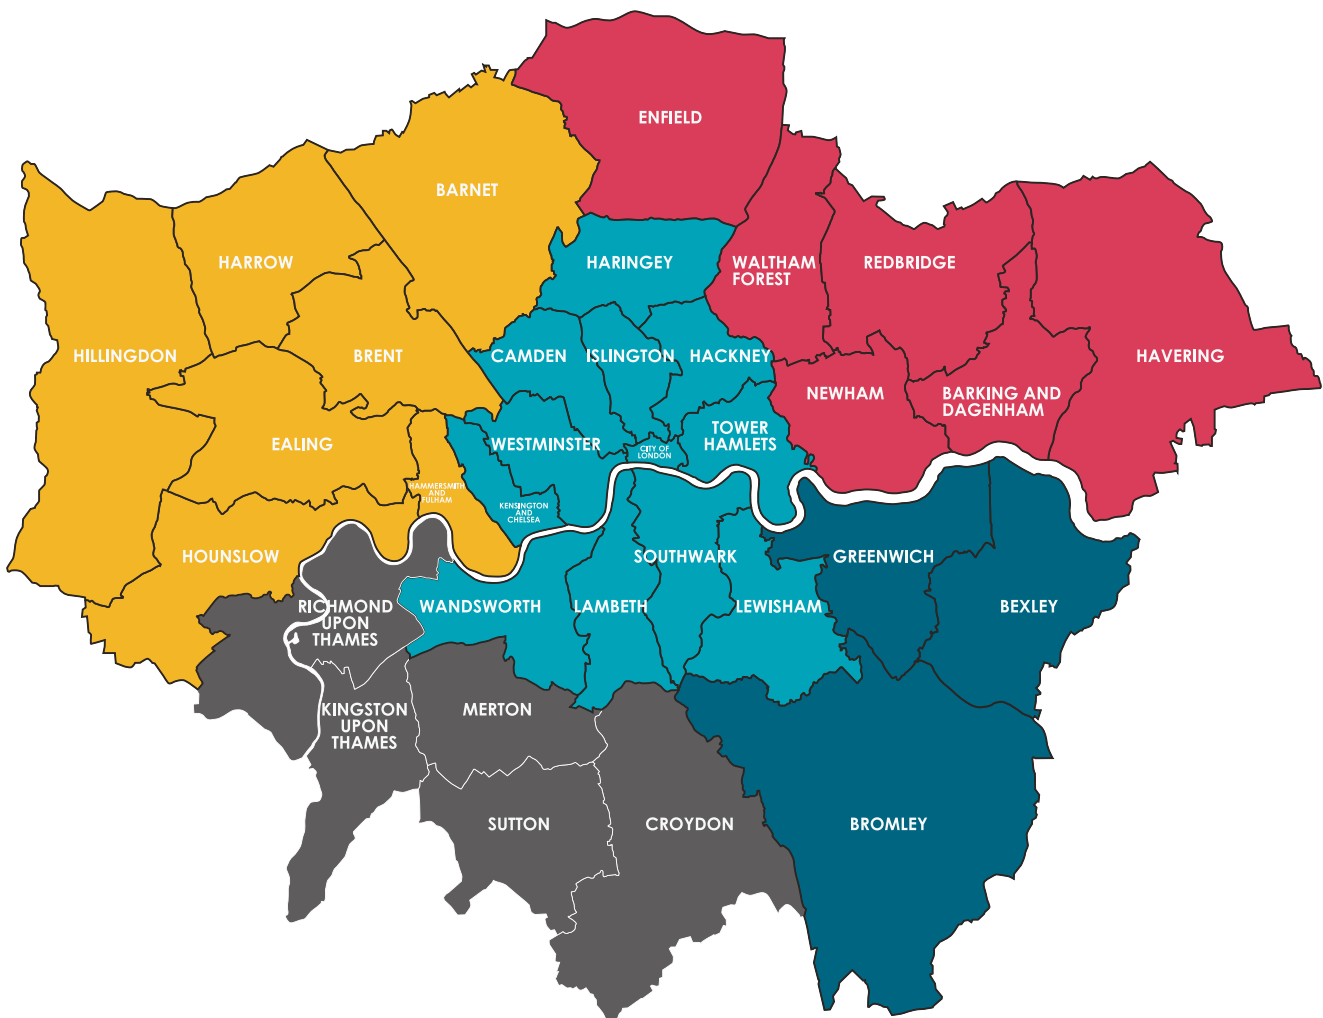 ENFIELD
BARNET
HARROW
HARINGEY
WALTHAM
FOREST
REDBRIDGE
HILLINGDON
BRENT
CAMDEN
ISLINGTON
HACKNEY
HAVERING
NEWHAM
BARKING AND
DAGENHAM
EALING
WESTMINSTER
CITY OF
LONDON
TOWER
HAMLETS
HAMMERSMITH
AND
FULHAM
KENSINGTON
AND
CHELSEA
HOUNSLOW
SOUTHWARK
GREENWICH
RICHMOND
UPON
THAMES
WANDSWORTH
LAMBETH
LEWISHAM
BEXLEY
KINGSTON
UPON
THAMES
MERTON
SUTTON
CROYDON
BROMLEY